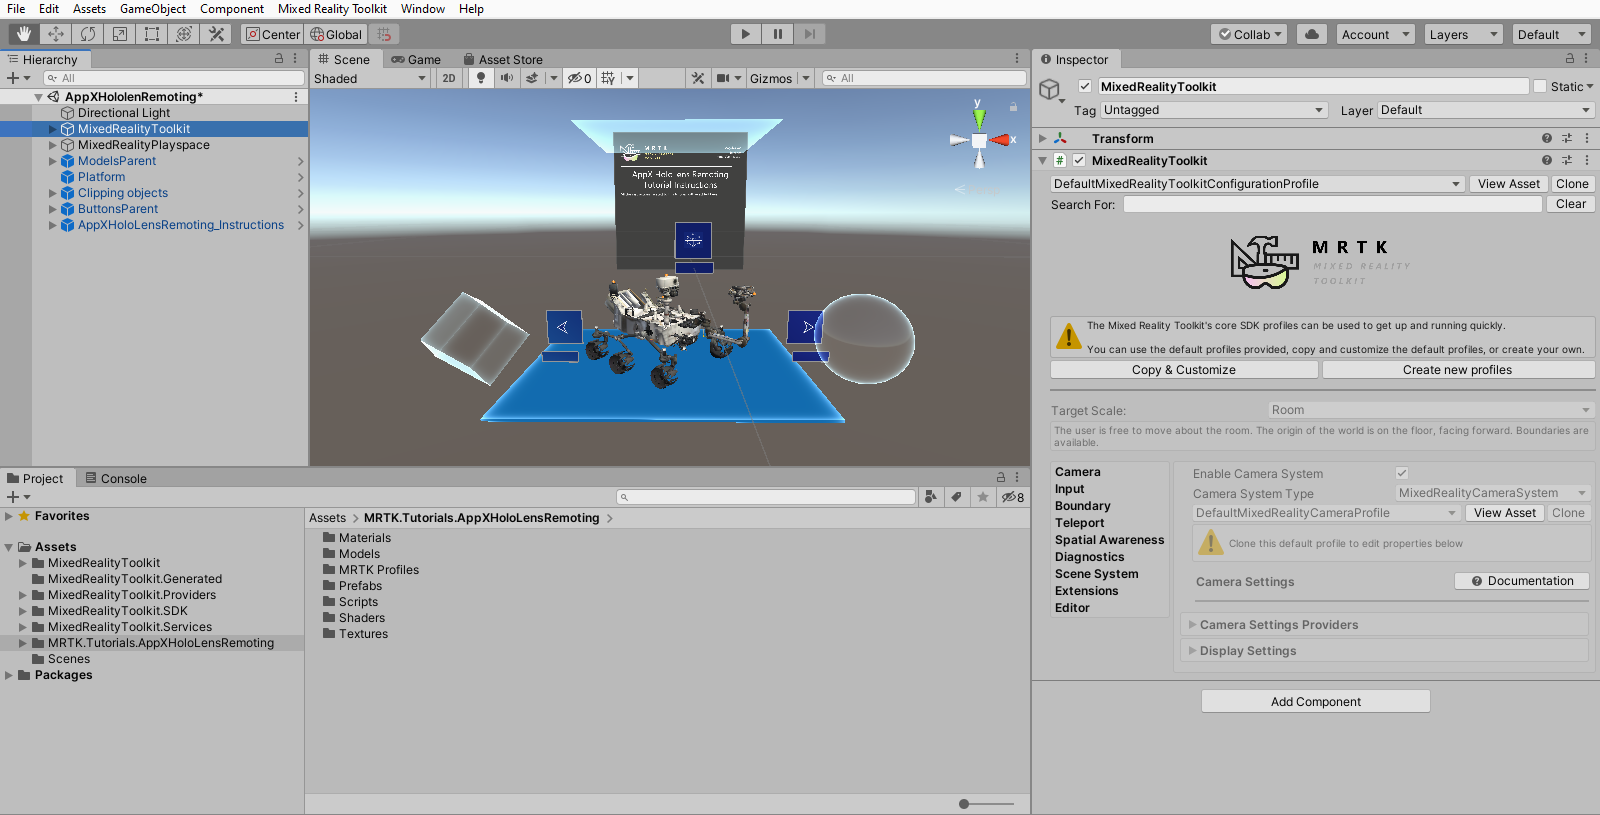 File Edit Assets GameObject Component Mixed Reality Toolkit Window Help
Center Global Collab Account Layers Default
Hierarchy
All
AppXHololenRemoting*
Directional Light
MixedRealityToolkit
MixedRealityPlayspace
ModelsParent
Platform
Clipping objects
ButtonsParent
AppXHoloLensRemoting_Instructions
Scene Game Asset Store
Shaded 2D 0 Gizmos All
y
x
MRTK
AppX HoloLens Remoting
Tutorial Instructions
Inspector
MixedRealityToolkit Static
Tag Untagged Layer Default
Transform
MixedRealityToolkit
DefaultMixedRealityToolkitConfigurationProfile View Asset Clone
Search For: Clear
MRTK
MIXED REALITY
TOOLKIT
The Mixed Reality Toolkit's core SDK profiles can be used to get up and running quickly.
You can use the default profiles provided, copy and customize the default profiles, or create your own.
Copy & Customize Create new profiles
Target Scale: Room
The user is free to move about the room. The origin of the world is on the floor, facing forward. Boundaries are
available.
Camera
Input
Boundary
Teleport
Spatial Awareness
Diagnostics
Scene System
Extensions
Editor
Enable Camera System
Camera System Type MixedRealityCameraSystem
DefaultMixedRealityCameraProfile View Asset Clone
Clone this default profile to edit properties below
Camera Settings Documentation
Camera Settings Providers
Display Settings
Add Component
Project Console
8
Favorites
Assets
MixedRealityToolkit
MixedRealityToolkit.Generated
MixedRealityToolkit.Providers
MixedRealityToolkit.SDK
MixedRealityToolkit.Services
MRTK.Tutorials.AppXHoloLensRemoting
Scenes
Packages
Assets > MRTK.Tutorials.AppXHoloLensRemoting >
Materials
Models
MRTK Profiles
Prefabs
Scripts
Shaders
Textures